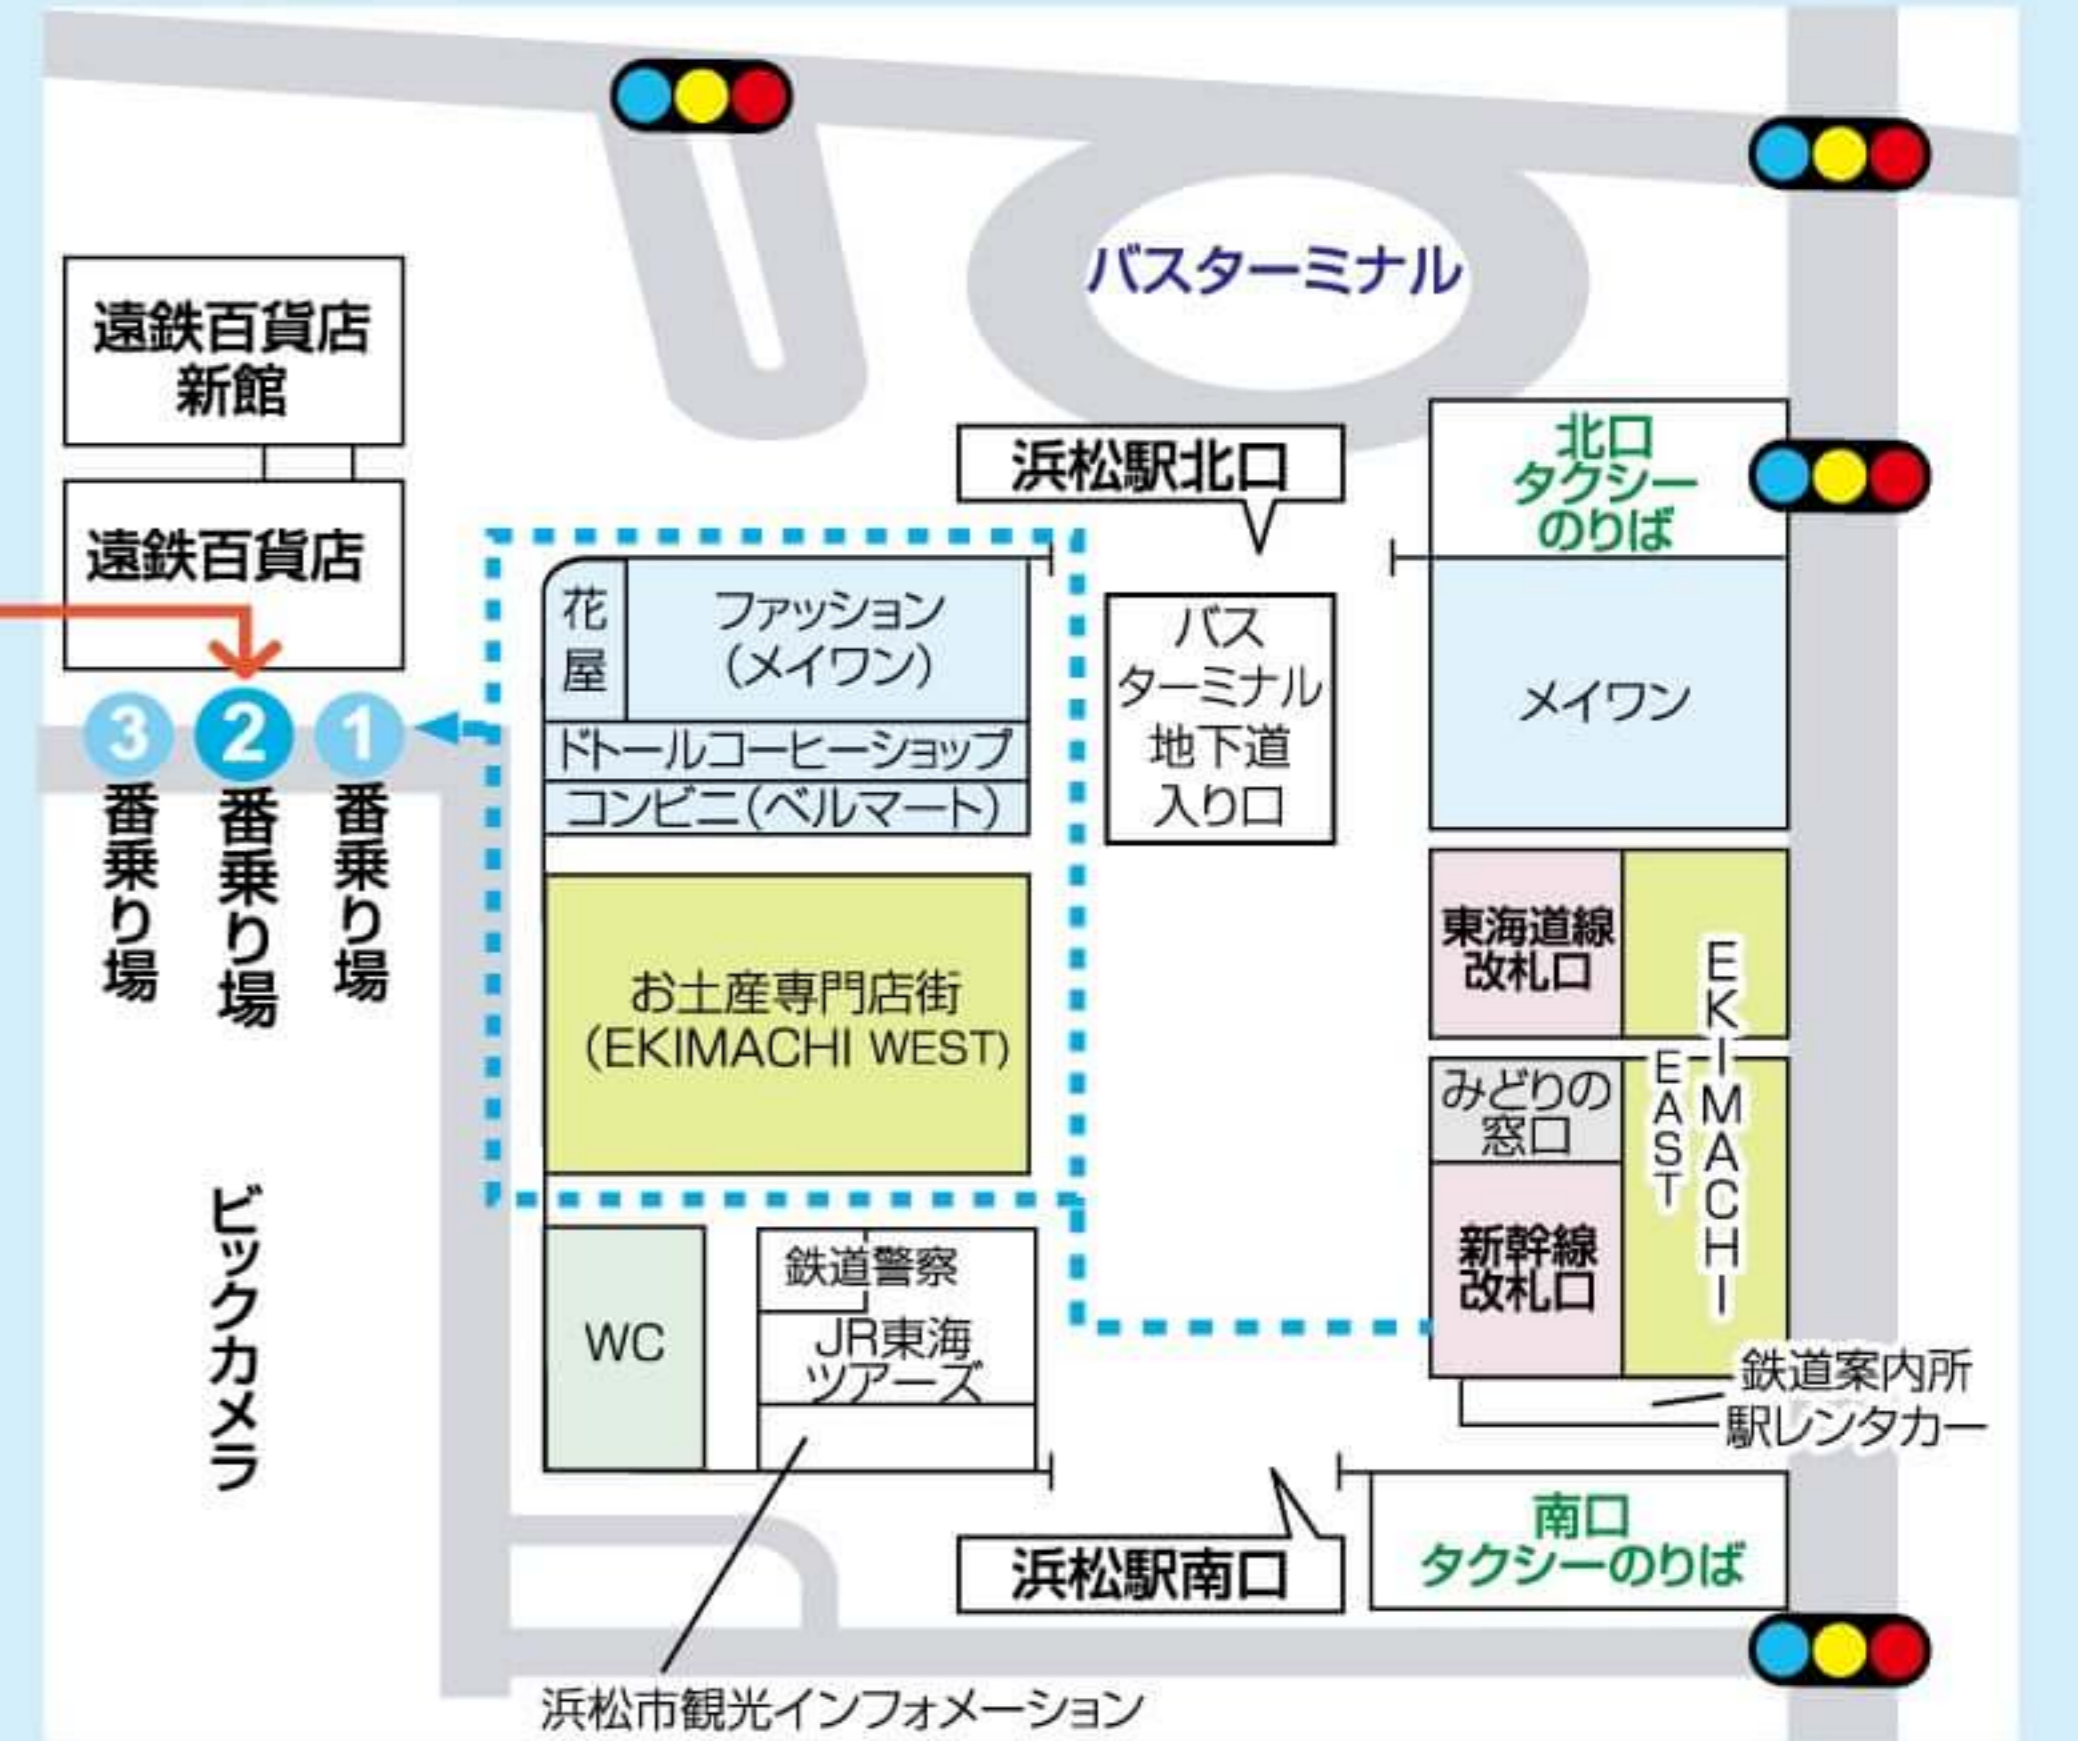 バスターミナル
遠鉄百貨店
新館
遠鉄百貨店
浜松駅北口
北口
タクシー
のりば
花屋
ファッション
(メイワン)
ドトールコーヒーショップ
コンビニ(ベルマート)
バス
ターミナル
地下道
入り口
メイワン
3番乗り場
2番乗り場
1番乗り場
お土産専門店街
(EKIMACHI WEST)
東海道線
改札口
EKIMACHI
EAST
みどりの
窓口
新幹線
改札口
ビックカメラ
WC
鉄道警察
JR東海
ツアーズ
鉄道案内所
駅レンタカー
浜松駅南口
南口
タクシーのりば
浜松市観光インフォメーション